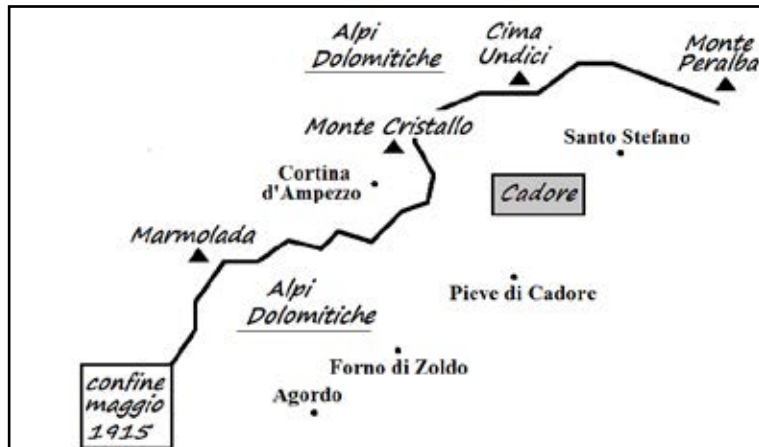 Alpi
Dolomitiche
Cima
Undici
Monte
Peralba
Monte Cristallo
Santo Stefano
Cortina
d'Ampezzo
Cadore
Marmolada
Alpi
Dolomitiche
Pieve di Cadore
Forno di Zoldo
confine
maggio
1915
Agordo